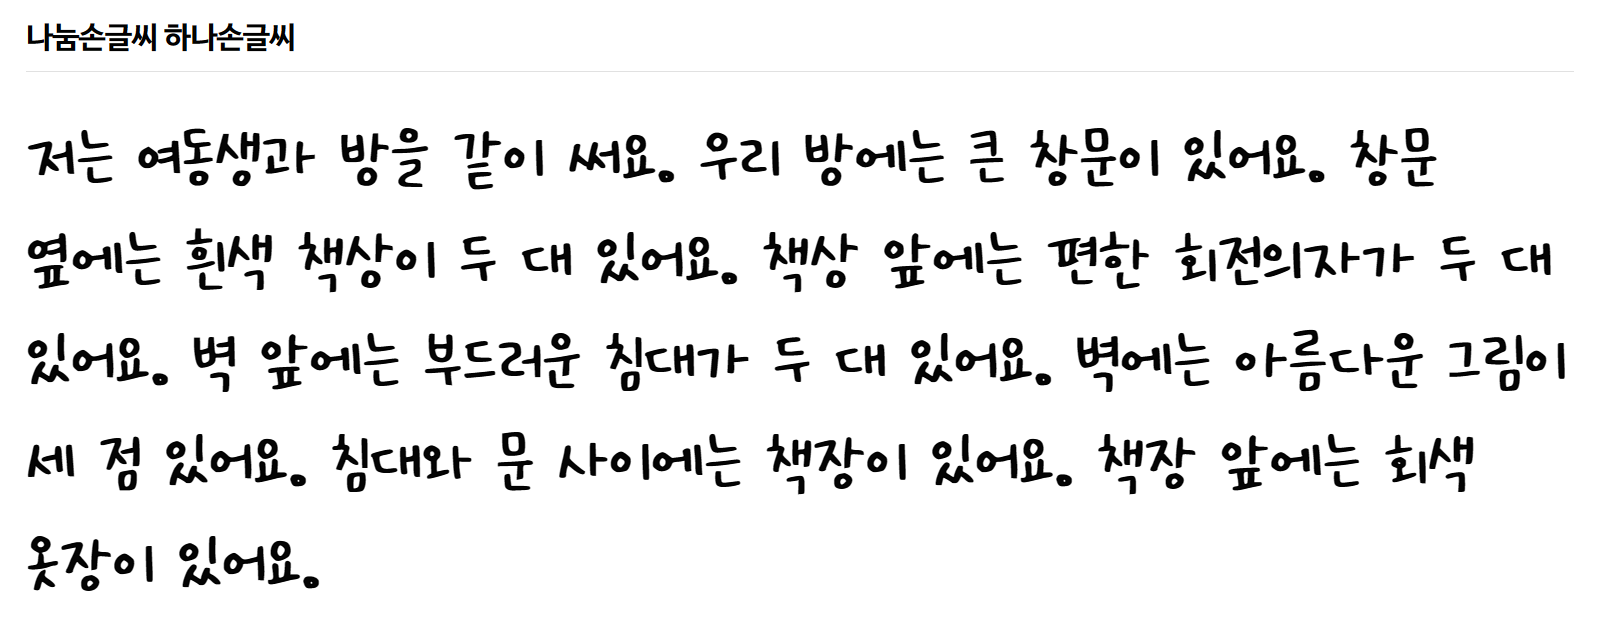 나눔손글씨 하나손글씨
저는 여동생과 방을 같이 써요. 우리 방에는 큰 창문이 있어요. 창문
옆에는 흰색 책상이 두 대 있어요. 책상 앞에는 편한 회전의자가 두 대
있어요. 벽 앞에는 부드러운 침대가 두 대 있어요. 벽에는 아름다운 그림이
세 점 있어요. 침대와 문 사이에는 책장이 있어요. 책장 앞에는 회색
옷장이 있어요.